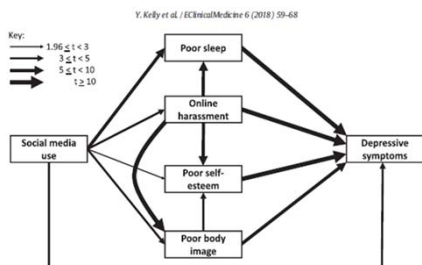 Y. Kelly et al. / EClinicalMedicine 6 (2018) 59–68
Key:
1.96 ≤ t < 3
3 ≤ t < 5
5 ≤ t < 10
t ≥ 10
Poor sleep
Online
harassment
Social media
use
Depressive
symptoms
Poor self-
esteem
Poor body
image